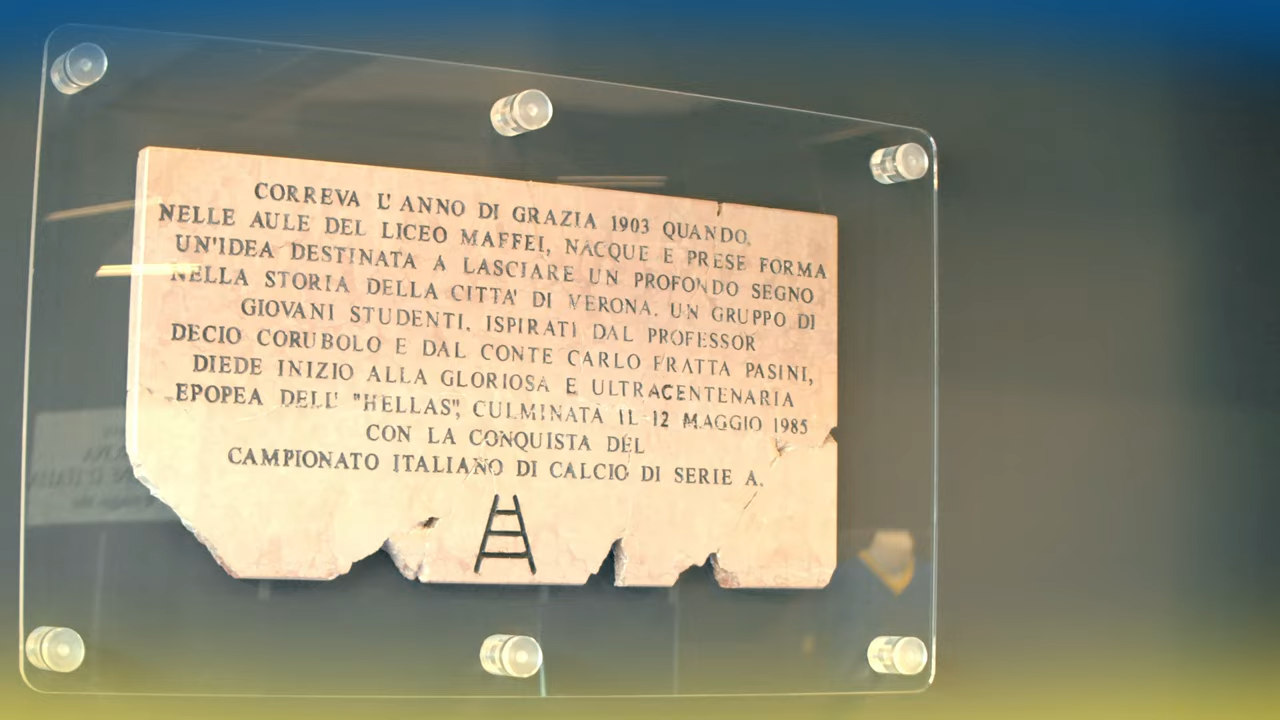 CORREVA L'ANNO DI GRAZIA 1903 QUANDO,
NELLE AULE DEL LICEO MAFFEI, NACQUE E PRESE FORMA
UN'IDEA DESTINATA A LASCIARE UN PROFONDO SEGNO
NELLA STORIA DELLA CITTA' DI VERONA. UN GRUPPO DI
GIOVANI STUDENTI, ISPIRATI DAL PROFESSOR
DECIO CORUBOLO E DAL CONTE CARLO FRATTA PASINI,
DIEDE INIZIO ALLA GLORIOSA E ULTRACENTENARIA
EPOPEA DELL' "HELLAS", CULMINATA IL 12 MAGGIO 1985
CON LA CONQUISTA DEL
CAMPIONATO ITALIANO DI CALCIO DI SERIE A.